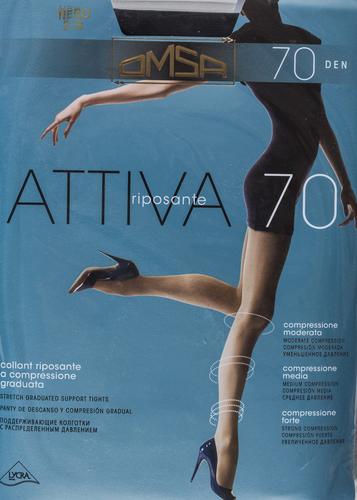 NERO
OMSA
70 DEN
ATTIVA 70
riposante
compressione
moderata
MODERATE COMPRESSION
COMPRESIÓN MODERADA
УМЕНЬШЕННОЕ ДАВЛЕНИЕ
compressione
media
MEDIUM COMPRESSION
COMPRESIÓN MEDIA
СРЕДНЕЕ ДАВЛЕНИЕ
compressione
forte
STRONG COMPRESSION
COMPRESIÓN FUERTE
УВЕЛИЧЕННОЕ ДАВЛЕНИЕ
collant riposante
a compressione
graduata
STRETCH GRADUATED SUPPORT TIGHTS
PANTY DE DESCANSO Y COMPRESIÓN GRADUAL
ПОДДЕРЖИВАЮЩИЕ КОЛГОТКИ
С РАСПРЕДЕЛЕННЫМ ДАВЛЕНИЕМ
LYCRA